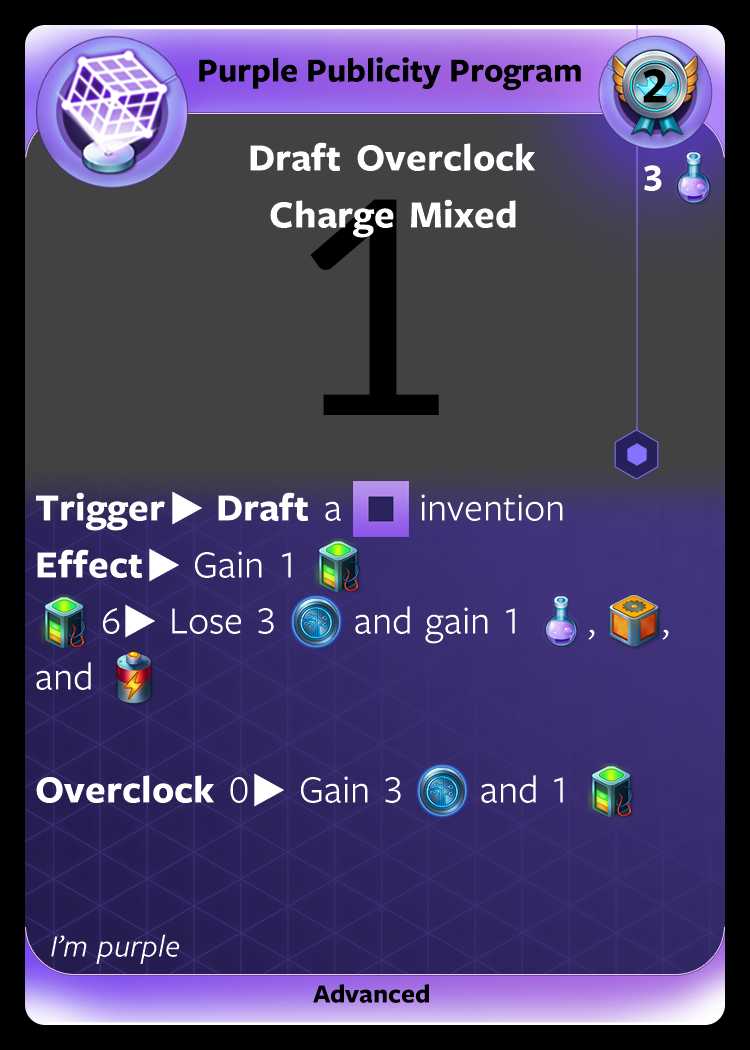 Purple Publicity Program
2
Draft Overclock
3
Charge Mixed
1
Trigger▶ Draft a invention
Effect▶ Gain 1
6▶ Lose 3 and gain 1 , ,
and
Overclock 0▶ Gain 3 and 1
I'm purple
Advanced